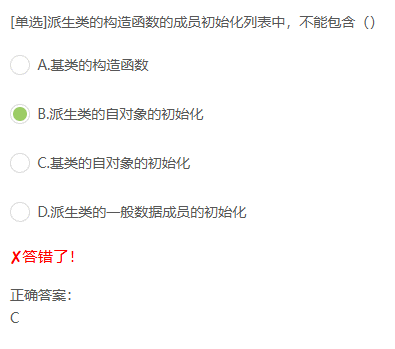 [单选]派生类的构造函数的成员初始化列表中，不能包含（）
A.基类的构造函数
B.派生类的自对象的初始化
C.基类的自对象的初始化
D.派生类的一般数据成员的初始化
✗答错了！
正确答案：
C